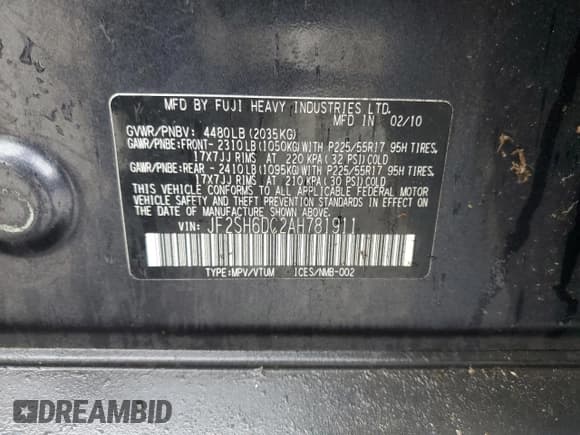 MFD BY FUJI HEAVY INDUSTRIES LTD.
MFD IN 02/10
GVWR/PNBV: 4480LB(2035KG)
GAWR/PNBE:FRONT-2310LB(1050KG)WITH P225/55R17 95H TIRES,
17X7JJ RIMS AT 220 KPA(32 PSI)COLD
GAWR/PNBE:REAR -2410LB(1095KG)WITH P225/55R17 95H TIRES,
17X7JJ RIMS AT 210 KPA(30 PSI)COLD
THIS VEHICLE CONFORMS TO ALL APPLICABLE FEDERAL MOTOR
VEHICLE SAFETY AND THEFT PREVENTION STANDARDS IN EFFECT ON
THE DATE OF MANUFACTURE SHOWN ABOVE.
VIN: JF2SH6DC2AH781911
TYPE:MPV/VTUM ICES/NMB-002
DREAMBID